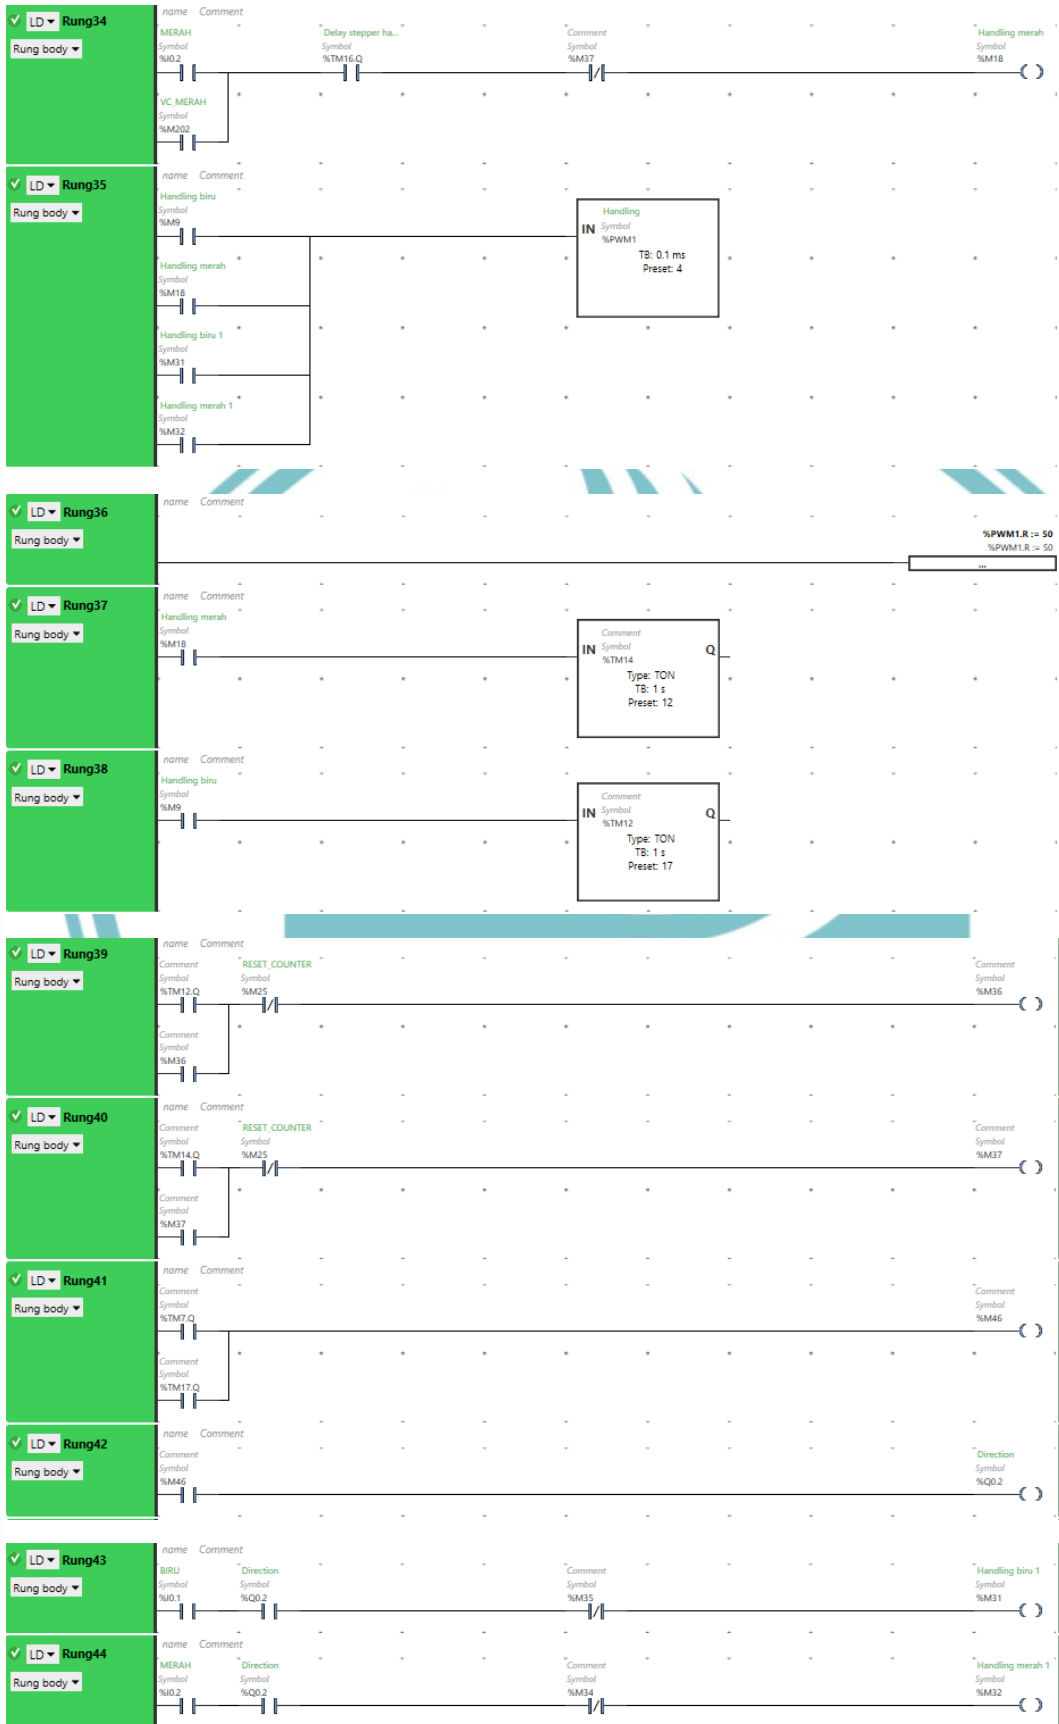 name Comment
LD Rung34
Rung body
MERAH Delay stepper ha... Comment Handling merah
Symbol Symbol Symbol Symbol
%I0.2 %TM16.Q %M37 %M18
VC_MERAH
Symbol
%M202
name Comment
LD Rung35
Rung body
Handling biru
Symbol
%M9
Handling
IN Symbol
%PWM1
TB: 0.1 ms
Preset: 4
Handling merah
Symbol
%M18
Handling biru 1
Symbol
%M31
Handling merah 1
Symbol
%M32
name Comment
LD Rung36
Rung body
%PWM1.R := 50
%PWM1.R := 50
...
name Comment
LD Rung37
Rung body
Handling merah
Symbol
%M18
Comment
IN Symbol Q
%TM14
Type: TON
TB: 1 s
Preset: 12
name Comment
LD Rung38
Rung body
Handling biru
Symbol
%M9
Comment
IN Symbol Q
%TM12
Type: TON
TB: 1 s
Preset: 17
name Comment
LD Rung39
Rung body
Comment RESET_COUNTER Comment
Symbol Symbol Symbol
%TM12.Q %M25 %M36
Comment
Symbol
%M36
name Comment
LD Rung40
Rung body
Comment RESET_COUNTER Comment
Symbol Symbol Symbol
%TM14.Q %M25 %M37
Comment
Symbol
%M37
name Comment
LD Rung41
Rung body
Comment Comment
Symbol Symbol
%TM7.Q %M46
Comment
Symbol
%TM17.Q
name Comment
LD Rung42
Rung body
Comment Direction
Symbol Symbol
%M46 %Q0.2
name Comment
LD Rung43
Rung body
BIRU Direction Comment Handling biru 1
Symbol Symbol Symbol Symbol
%I0.1 %Q0.2 %M35 %M31
name Comment
LD Rung44
Rung body
MERAH Direction Comment Handling merah 1
Symbol Symbol Symbol Symbol
%I0.2 %Q0.2 %M34 %M32